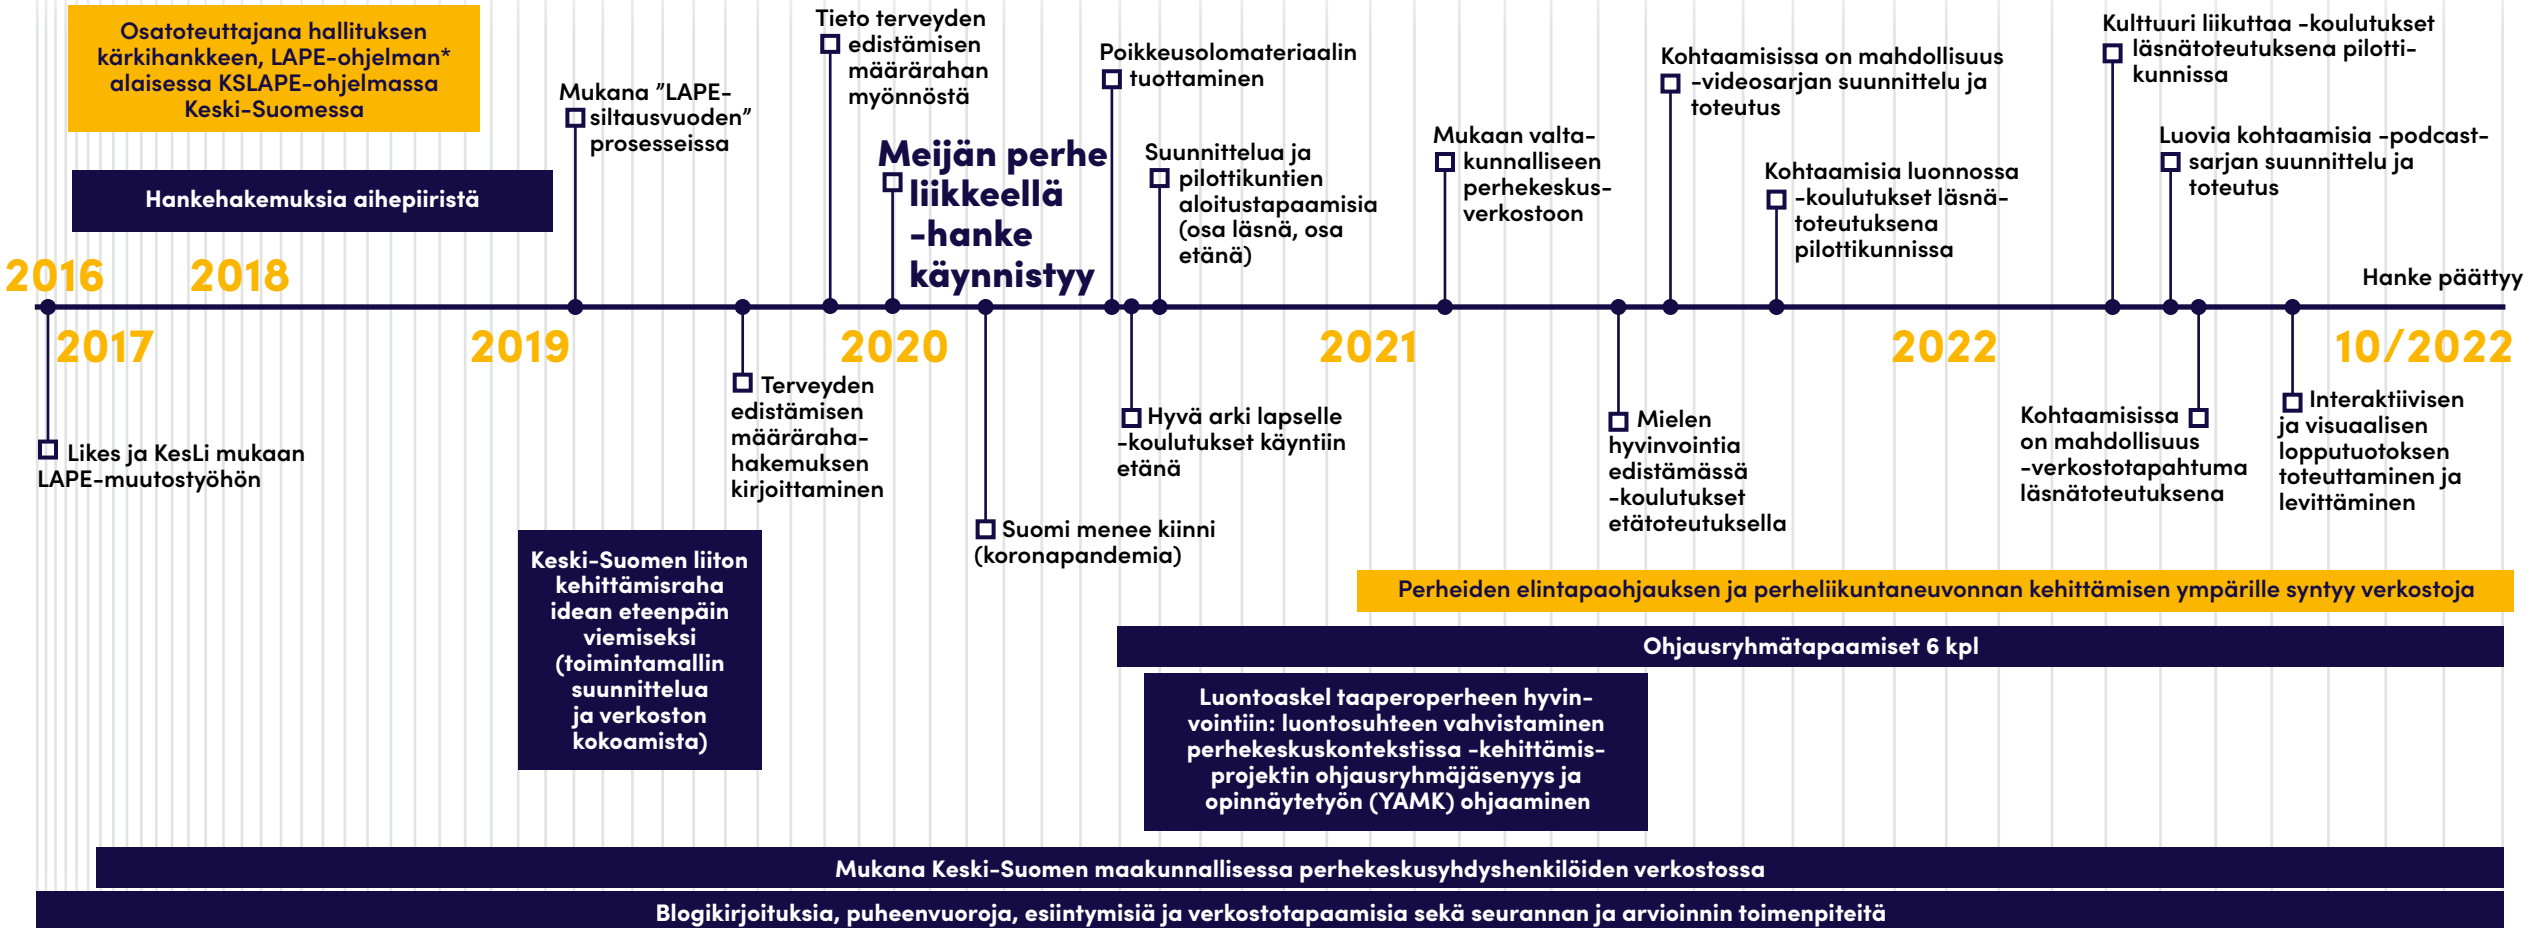 Osatoteuttajana hallituksen
kärkihankkeen, LAPE-ohjelman*
alaisessa KSLAPE-ohjelmassa
Keski-Suomessa
Hankehakemuksia aihepiiristä
Mukana ”LAPE-
siltausvuoden”
prosesseissa
Tieto terveyden
edistämisen
määrärahan
myönnöstä
Meijän perhe
liikkeellä
-hanke
käynnistyy
Poikkeusolomateriaalin
tuottaminen
Suunnittelua ja
pilottikuntien
aloitustapaamisia
(osa läsnä, osa
etänä)
Mukaan valta-
kunnalliseen
perhekeskus-
verkostoon
Kohtaamisissa on mahdollisuus
-videosarjan suunnittelu ja
toteutus
Kohtaamisia luonnossa
-koulutukset läsnä-
toteutuksena
pilottikunnissa
Kulttuuri liikuttaa -koulutukset
läsnätoteutuksena pilotti-
kunnissa
Luovia kohtaamisia -podcast-
sarjan suunnittelu ja
toteutus
Hanke päättyy
2016
2018
2017
2019
2020
2021
2022
10/2022
Likes ja KesLi mukaan
LAPE-muutostyöhön
Terveyden
edistämisen
määräraha-
hakemuksen
kirjoittaminen
Suomi menee kiinni
(koronapandemia)
Hyvä arki lapselle
-koulutukset käyntiin
etänä
Mielen
hyvinvointia
edistämässä
-koulutukset
etätoteutuksella
Kohtaamisissa
on mahdollisuus
-verkostotapahtuma
läsnätoteutuksena
Interaktiivisen
ja visuaalisen
lopputuotoksen
toteuttaminen ja
levittäminen
Keski-Suomen liiton
kehittämisraha
idean eteenpäin
viemiseksi
(toimintamallin
suunnittelua
ja verkoston
kokoamista)
Perheiden elintapaohjauksen ja perheliikuntaneuvonnan kehittämisen ympärille syntyy verkostoja
Ohjausryhmätapaamiset 6 kpl
Luontoaskel taaperoperheen hyvin-
vointiin: luontosuhteen vahvistaminen
perhekeskuskontekstissa -kehittämis-
projektin ohjausryhmäjäsenyys ja
opinnäytetyön (YAMK) ohjaaminen
Mukana Keski-Suomen maakunnallisessa perhekeskusyhdyshenkilöiden verkostossa
Blogikirjoituksia, puheenvuoroja, esiintymisiä ja verkostotapaamisia sekä seurannan ja arvioinnin toimenpiteitä